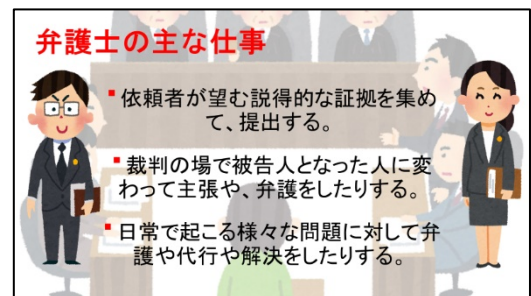 弁護士の主な仕事
▪依頼者が望む説得的な証拠を集め
て、提出する。
▪裁判の場で被告人となった人に変
わって主張や、弁護をしたりする。
▪日常で起こる様々な問題に対して弁
護や代行や解決をしたりする。